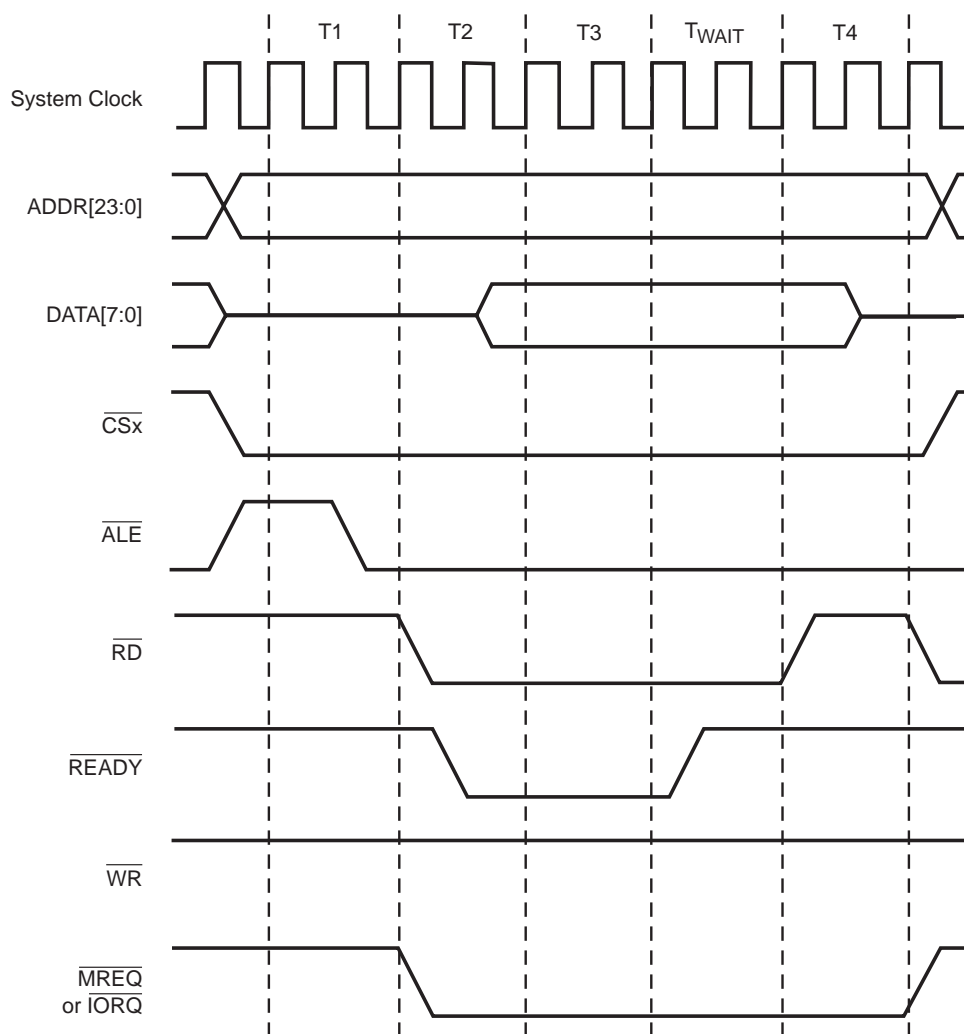 T1 T2 T3 TWAIT T4
System Clock
ADDR[23:0]
DATA[7:0]
CSx
ALE
RD
READY
WR
MREQ
or IORQ